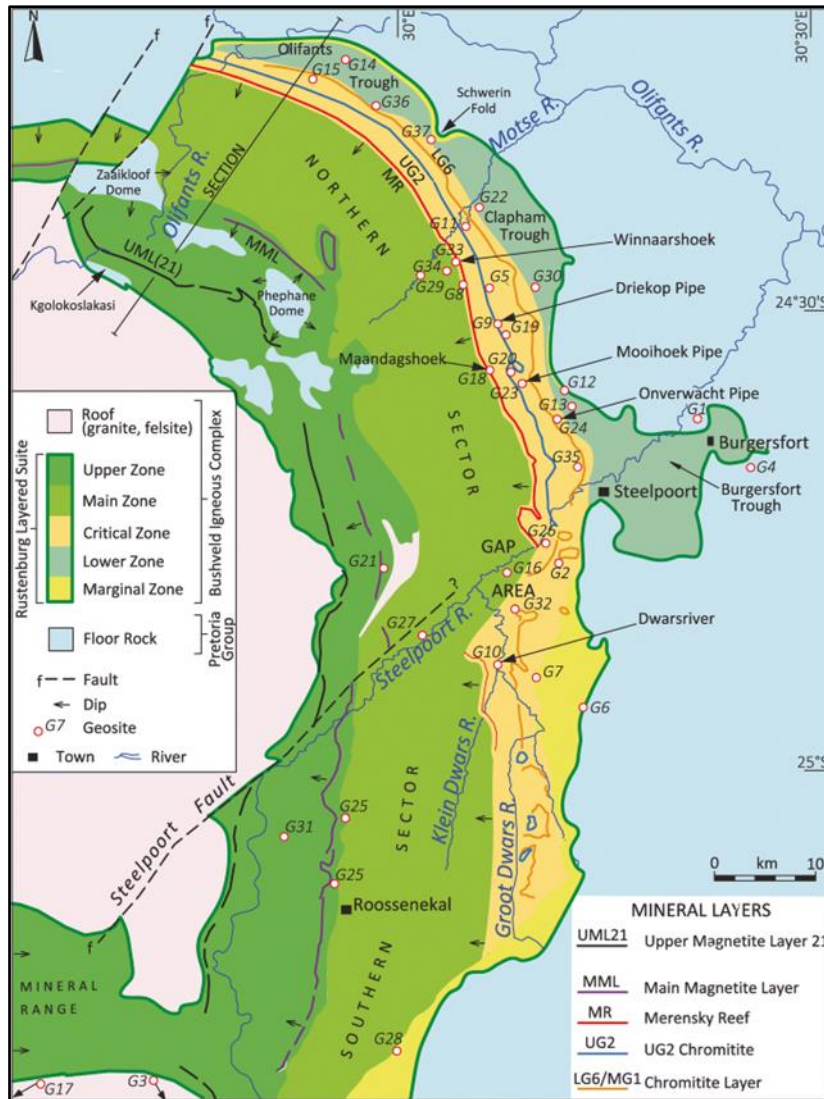 N
f
f
30°E
30°30'E
Olifants
G14
G15
Trough
G36
Schwerin
Fold
G37
LG6
Motse R.
Olifants R.
UG2
MR
Zaaikloof
Dome
Olifants R.
SECTION
NORTHERN
G22
G11
Clapham
Trough
Winnaarshoek
UML(21)
MML
G33
G34
G29
G8
G5
G30
Driekop Pipe
24°30'S
Kgolokoslakasi
Phephane
Dome
G9
G19
Mooihoek Pipe
Maandagshoek
G20
G18
G23
G12
Onverwacht Pipe
G13
G24
G1
SECTOR
Burgersfort
G35
G4
Steelpoort
Burgersfort
Trough
Roof
(granite, felsite)
Upper Zone
Main Zone
Critical Zone
Lower Zone
Marginal Zone
Rustenburg Layered Suite
Bushveld Igneous Complex
Floor Rock
Pretoria
Group
f Fault
Dip
G7 Geosite
Town
River
G26
GAP
G21
G16
G2
AREA
?
G32
G27
Steelpoort R.
Dwarsriver
G10
G7
G6
Klein Dwars R.
Groot Dwars R.
25°S
Steelpoort Fault
f
G25
G31
SECTOR
G25
Roossenekal
0 km 10
MINERAL
RANGE
SOUTHERN
G28
G17
G3
MINERAL LAYERS
UML21 Upper Magnetite Layer 21
MML Main Magnetite Layer
MR Merensky Reef
UG2 UG2 Chromitite
LG6/MG1 Chromitite Layer